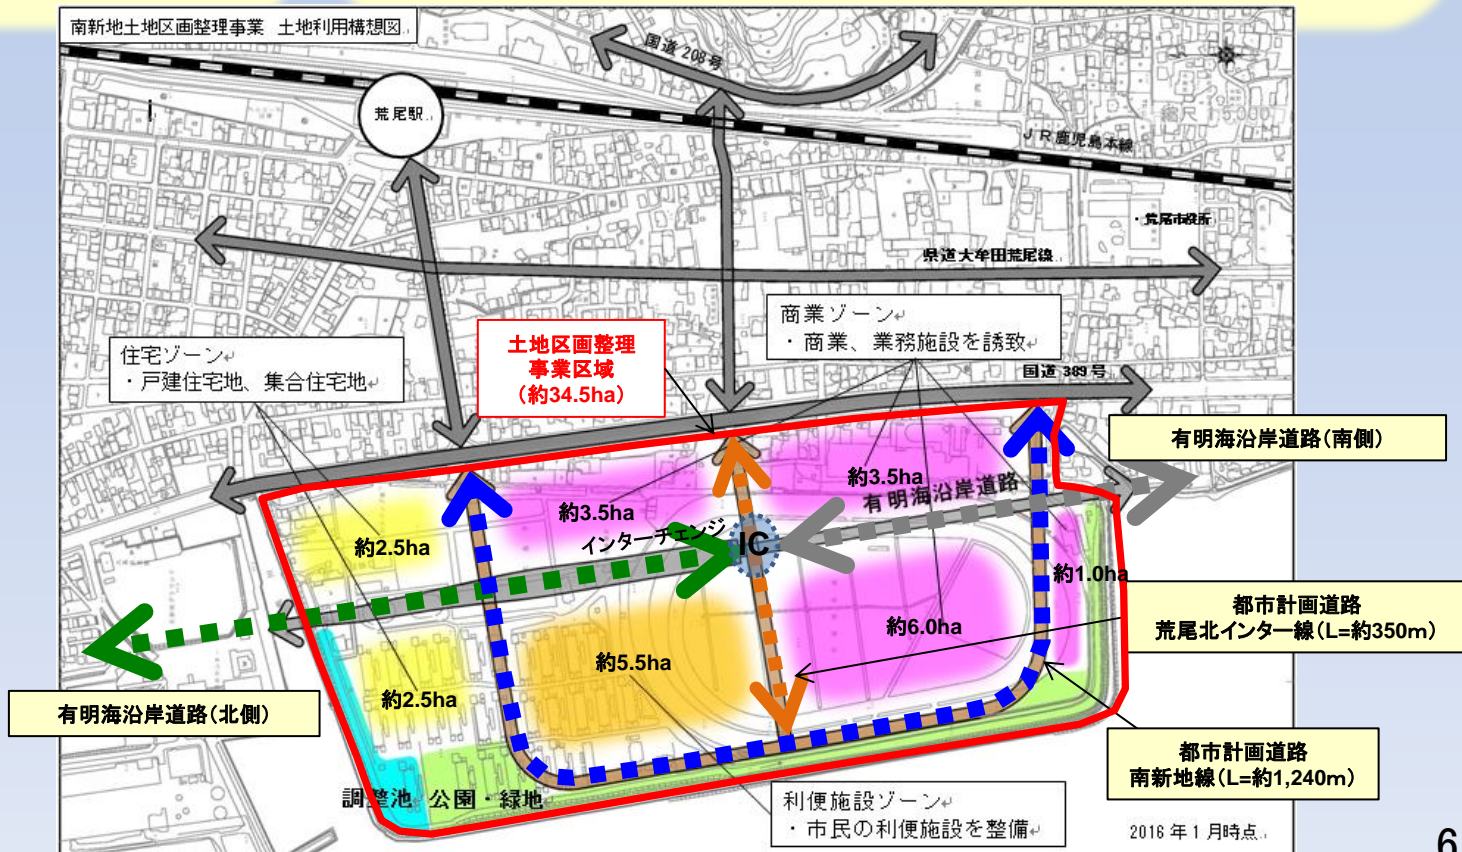 南新地土地区画整理事業 土地利用構想図
国道208号
荒尾駅
JR鹿児島本線
・荒尾市役所
県道大牟田荒尾線
商業ゾーン
・商業、業務施設を誘致
土地区画整理
事業区域
(約34.5ha)
住宅ゾーン
・戸建住宅地、集合住宅地
国道389号
有明海沿岸道路(南側)
約3.5ha
有明海沿岸道路
約3.5ha
インターチェンジ
IC
約2.5ha
約1.0ha
都市計画道路
荒尾北インター線(L=約350m)
約6.0ha
約5.5ha
約2.5ha
有明海沿岸道路(北側)
都市計画道路
南新地線(L=約1,240m)
調整池
公園・緑地
利便施設ゾーン
・市民の利便施設を整備
2016年1月時点
6